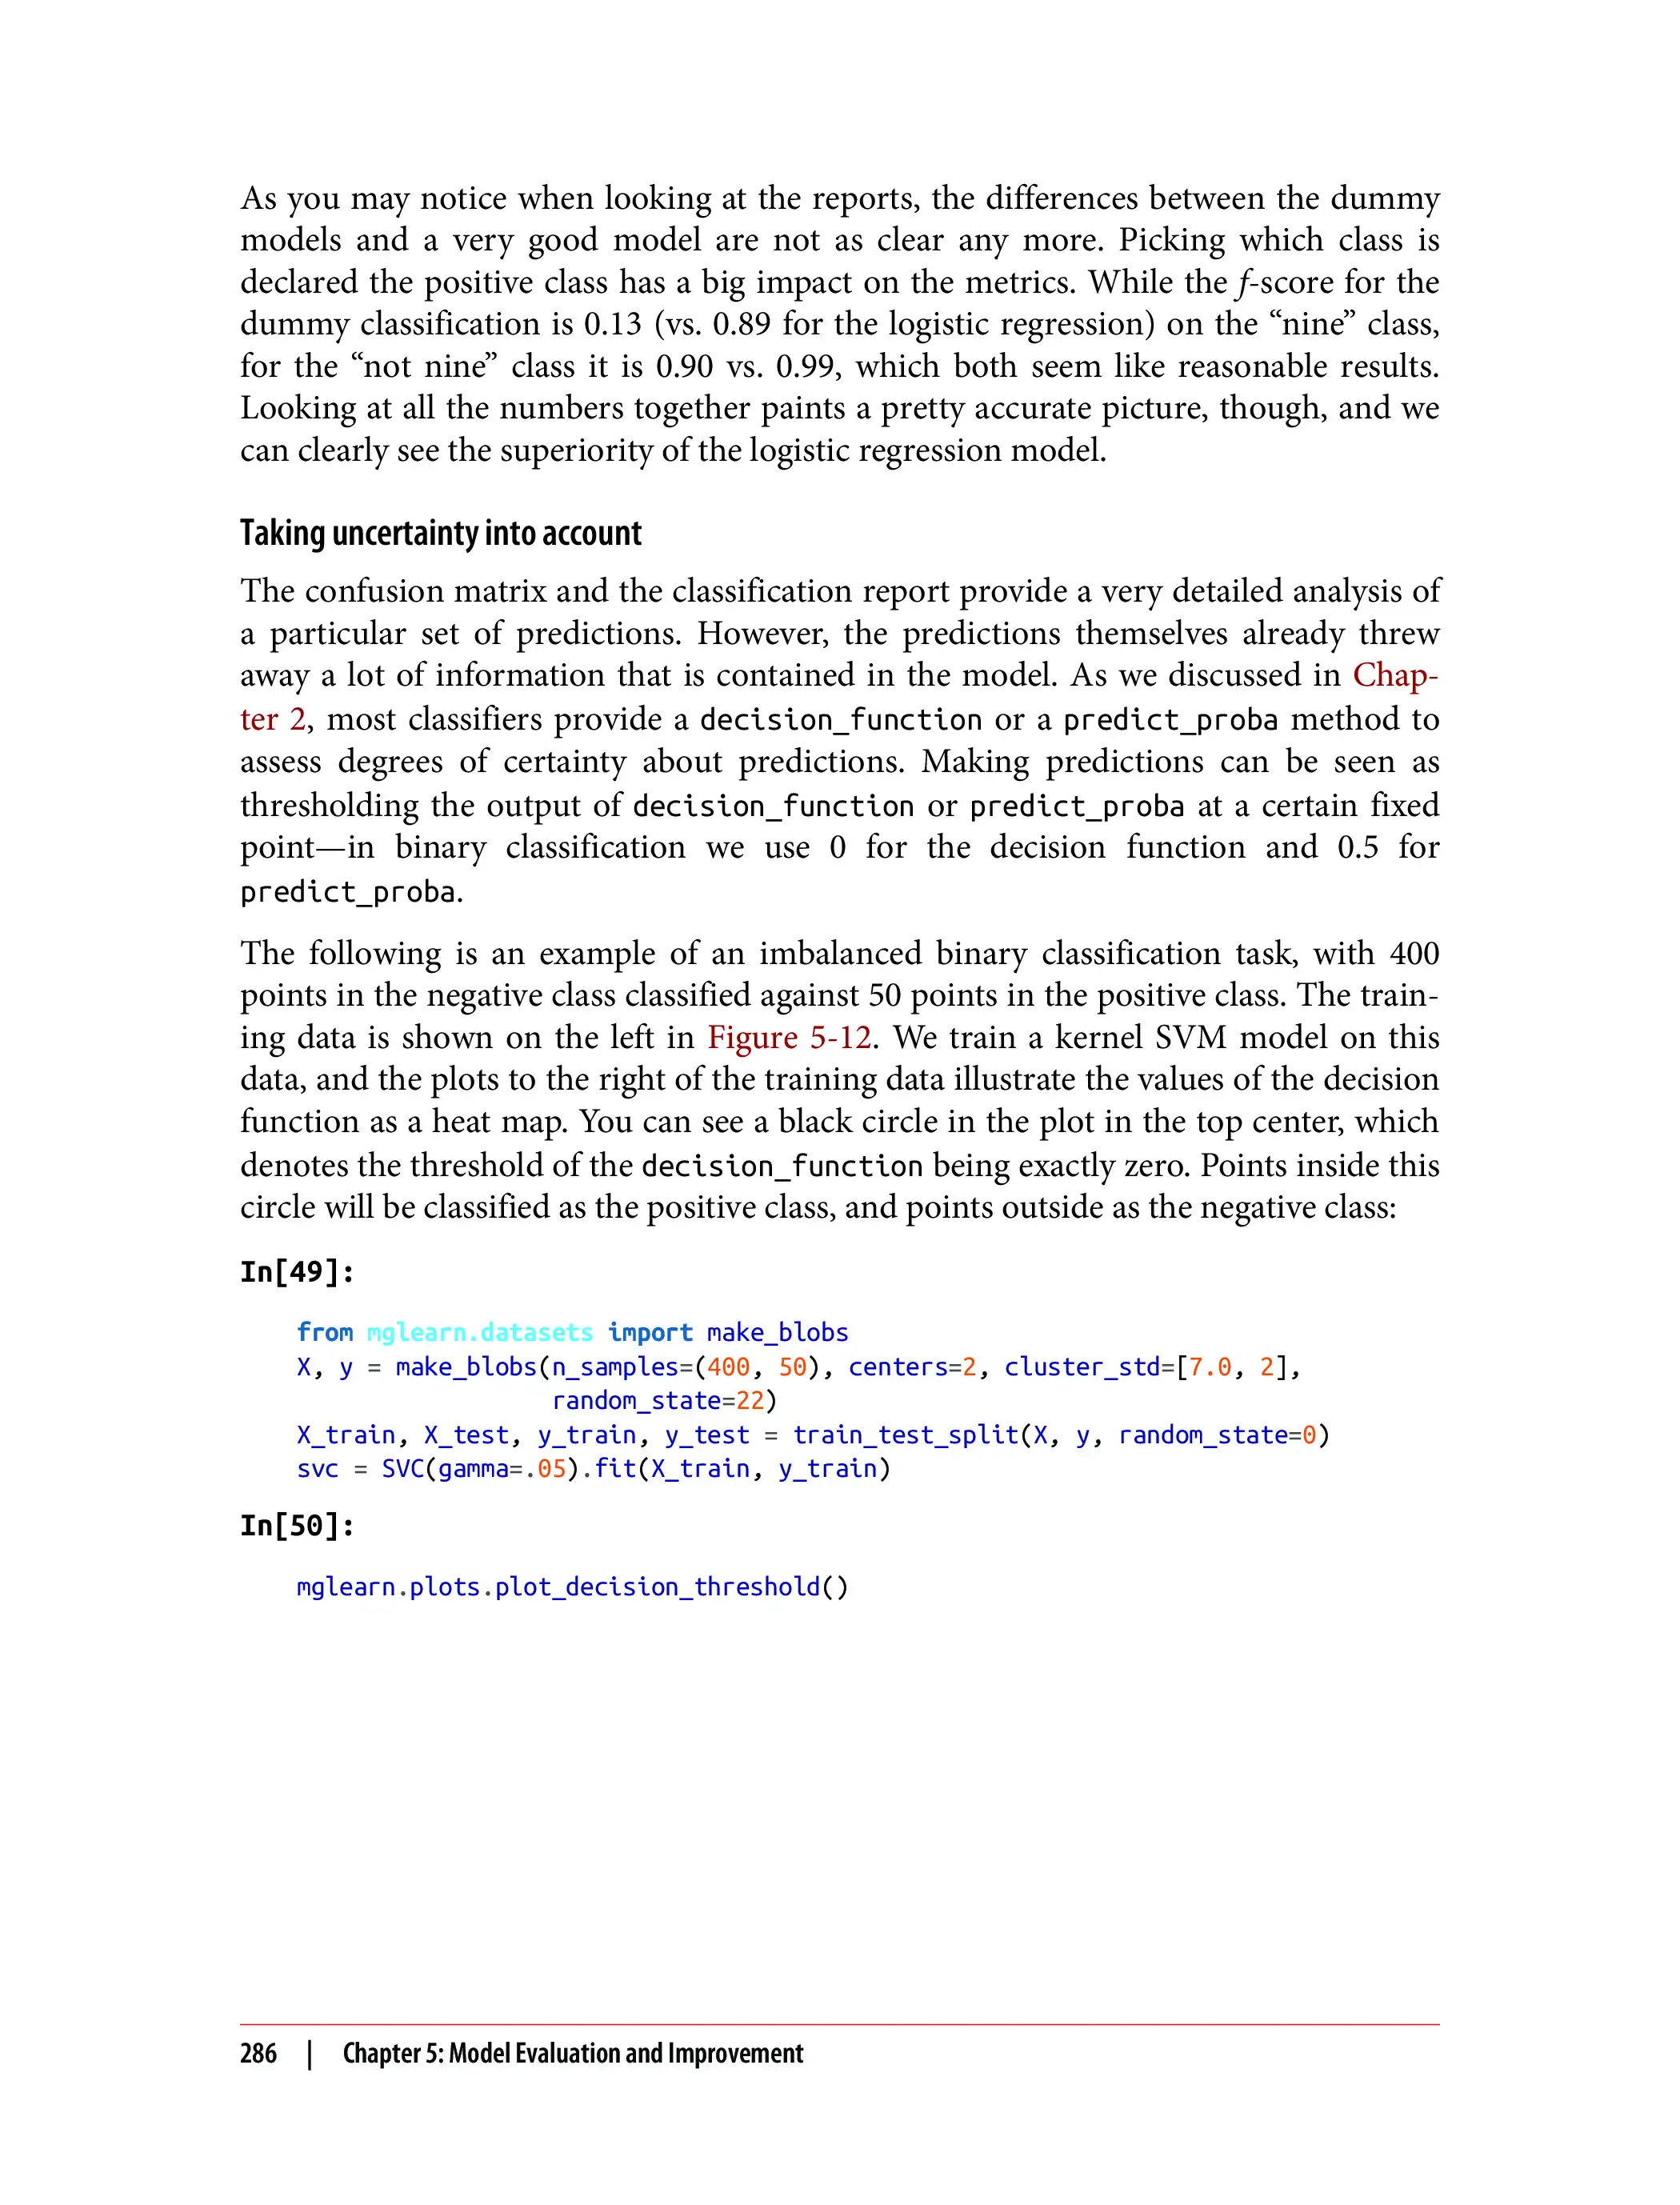 As you may notice when looking at the reports, the differences between the dummy
models and a very good model are not as clear any more. Picking which class is
declared the positive class has a big impact on the metrics. While the f-score for the
dummy classification is 0.13 (vs. 0.89 for the logistic regression) on the “nine” class,
for the “not nine” class it is 0.90 vs. 0.99, which both seem like reasonable results.
Looking at all the numbers together paints a pretty accurate picture, though, and we
can clearly see the superiority of the logistic regression model.
Taking uncertainty into account
The confusion matrix and the classification report provide a very detailed analysis of
a particular set of predictions. However, the predictions themselves already threw
away a lot of information that is contained in the model. As we discussed in Chap-
ter 2, most classifiers provide a decision_function or a predict_proba method to
assess degrees of certainty about predictions. Making predictions can be seen as
thresholding the output of decision_function or predict_proba at a certain fixed
point—in binary classification we use 0 for the decision function and 0.5 for
predict_proba.
The following is an example of an imbalanced binary classification task, with 400
points in the negative class classified against 50 points in the positive class. The train-
ing data is shown on the left in Figure 5-12. We train a kernel SVM model on this
data, and the plots to the right of the training data illustrate the values of the decision
function as a heat map. You can see a black circle in the plot in the top center, which
denotes the threshold of the decision_function being exactly zero. Points inside this
circle will be classified as the positive class, and points outside as the negative class:
In[49]:
from mglearn.datasets import make_blobs
X, y = make_blobs(n_samples=(400, 50), centers=2, cluster_std=[7.0, 2],
random_state=22)
X_train, X_test, y_train, y_test = train_test_split(X, y, random_state=0)
svc = SVC(gamma=.05).fit(X_train, y_train)
In[50]:
mglearn.plots.plot_decision_threshold()
286 | Chapter 5: Model Evaluation and Improvement